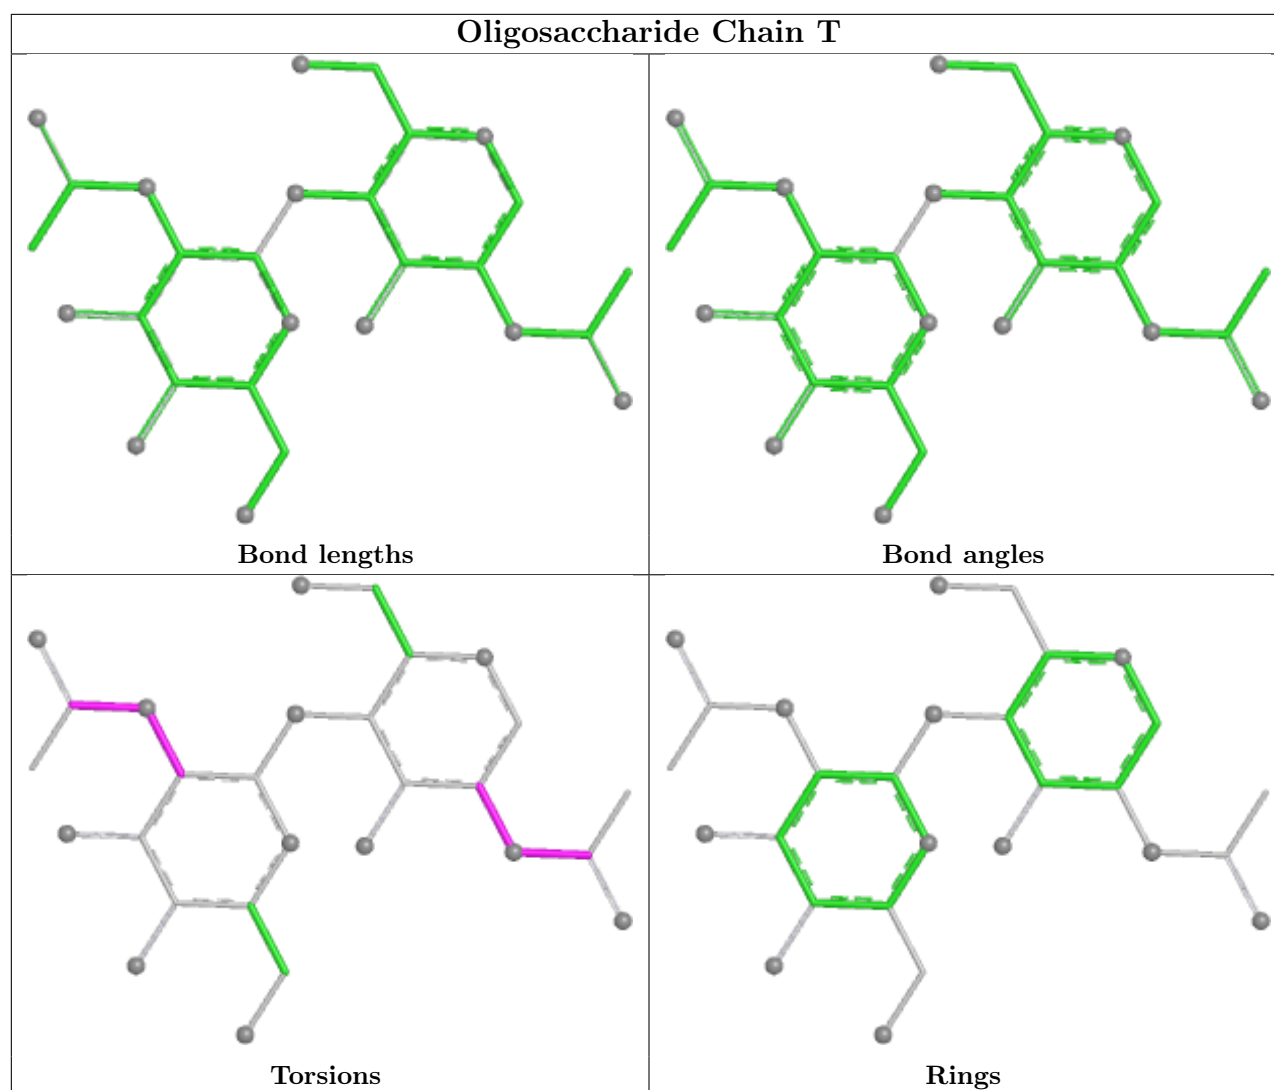 Oligosaccharide Chain T
Bond lengths
Bond angles
Torsions
Rings